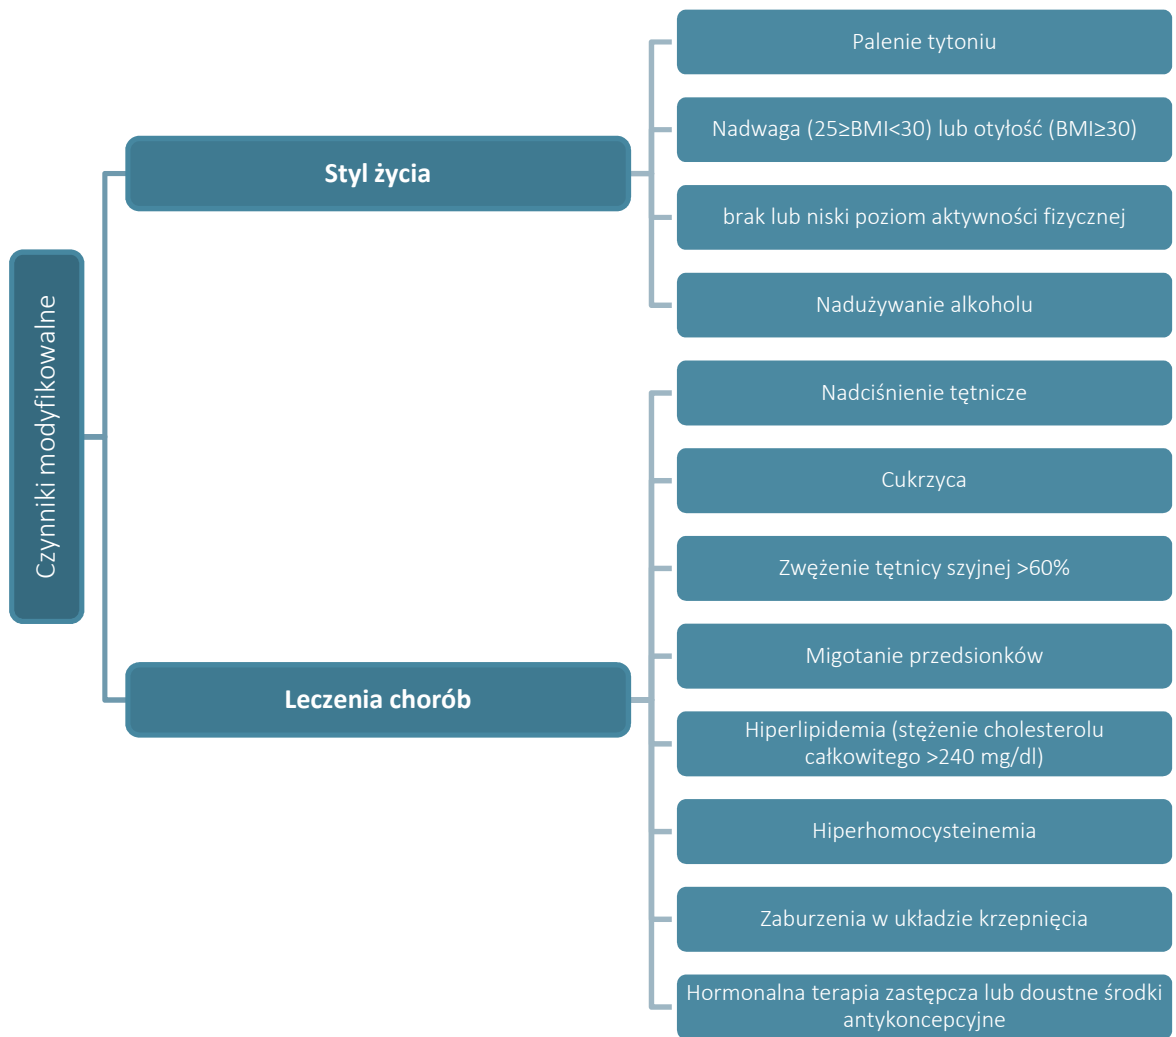 Czynniki modyfikowalne
Styl życia
Palenie tytoniu
Nadwaga (25≥BMI<30) lub otyłość (BMI≥30)
brak lub niski poziom aktywności fizycznej
Nadużywanie alkoholu
Leczenia chorób
Nadciśnienie tętnicze
Cukrzyca
Zwężenie tętnicy szyjnej >60%
Migotanie przedsionków
Hiperlipidemia (stężenie cholesterolu
całkowitego >240 mg/dl)
Hiperhomocysteinemia
Zaburzenia w układzie krzepnięcia
Hormonalna terapia zastępcza lub doustne środki
antykoncepcyjne